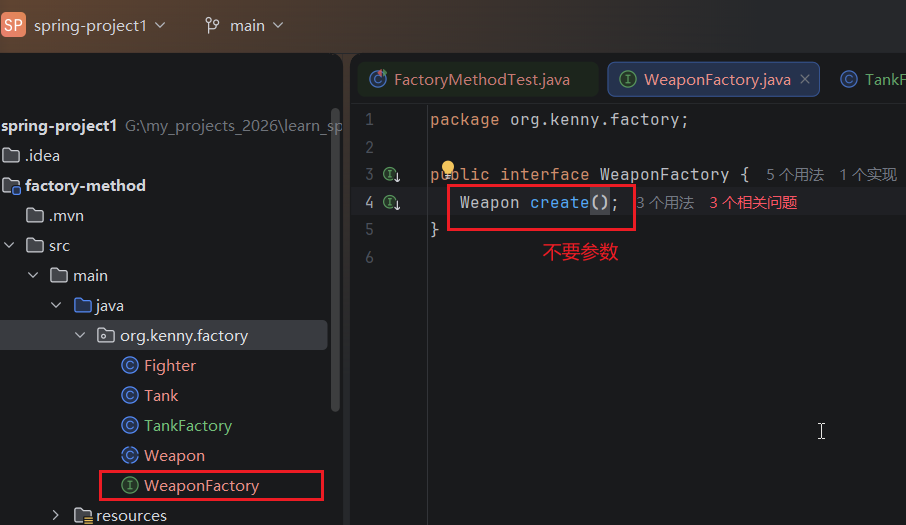 SP spring-project1 main
FactoryMethodTest.java WeaponFactory.java TankF
spring-project1 G:\my_projects_2026\learn_sp
.idea
factory-method
.mvn
src
main
java
org.kenny.factory
Fighter
Tank
TankFactory
Weapon
WeaponFactory
resources
1 package org.kenny.factory;
2
3 public interface WeaponFactory { 5 个用法 1 个实现
4 Weapon create(); 3 个用法 3 个相关问题
5 }
6
不要参数